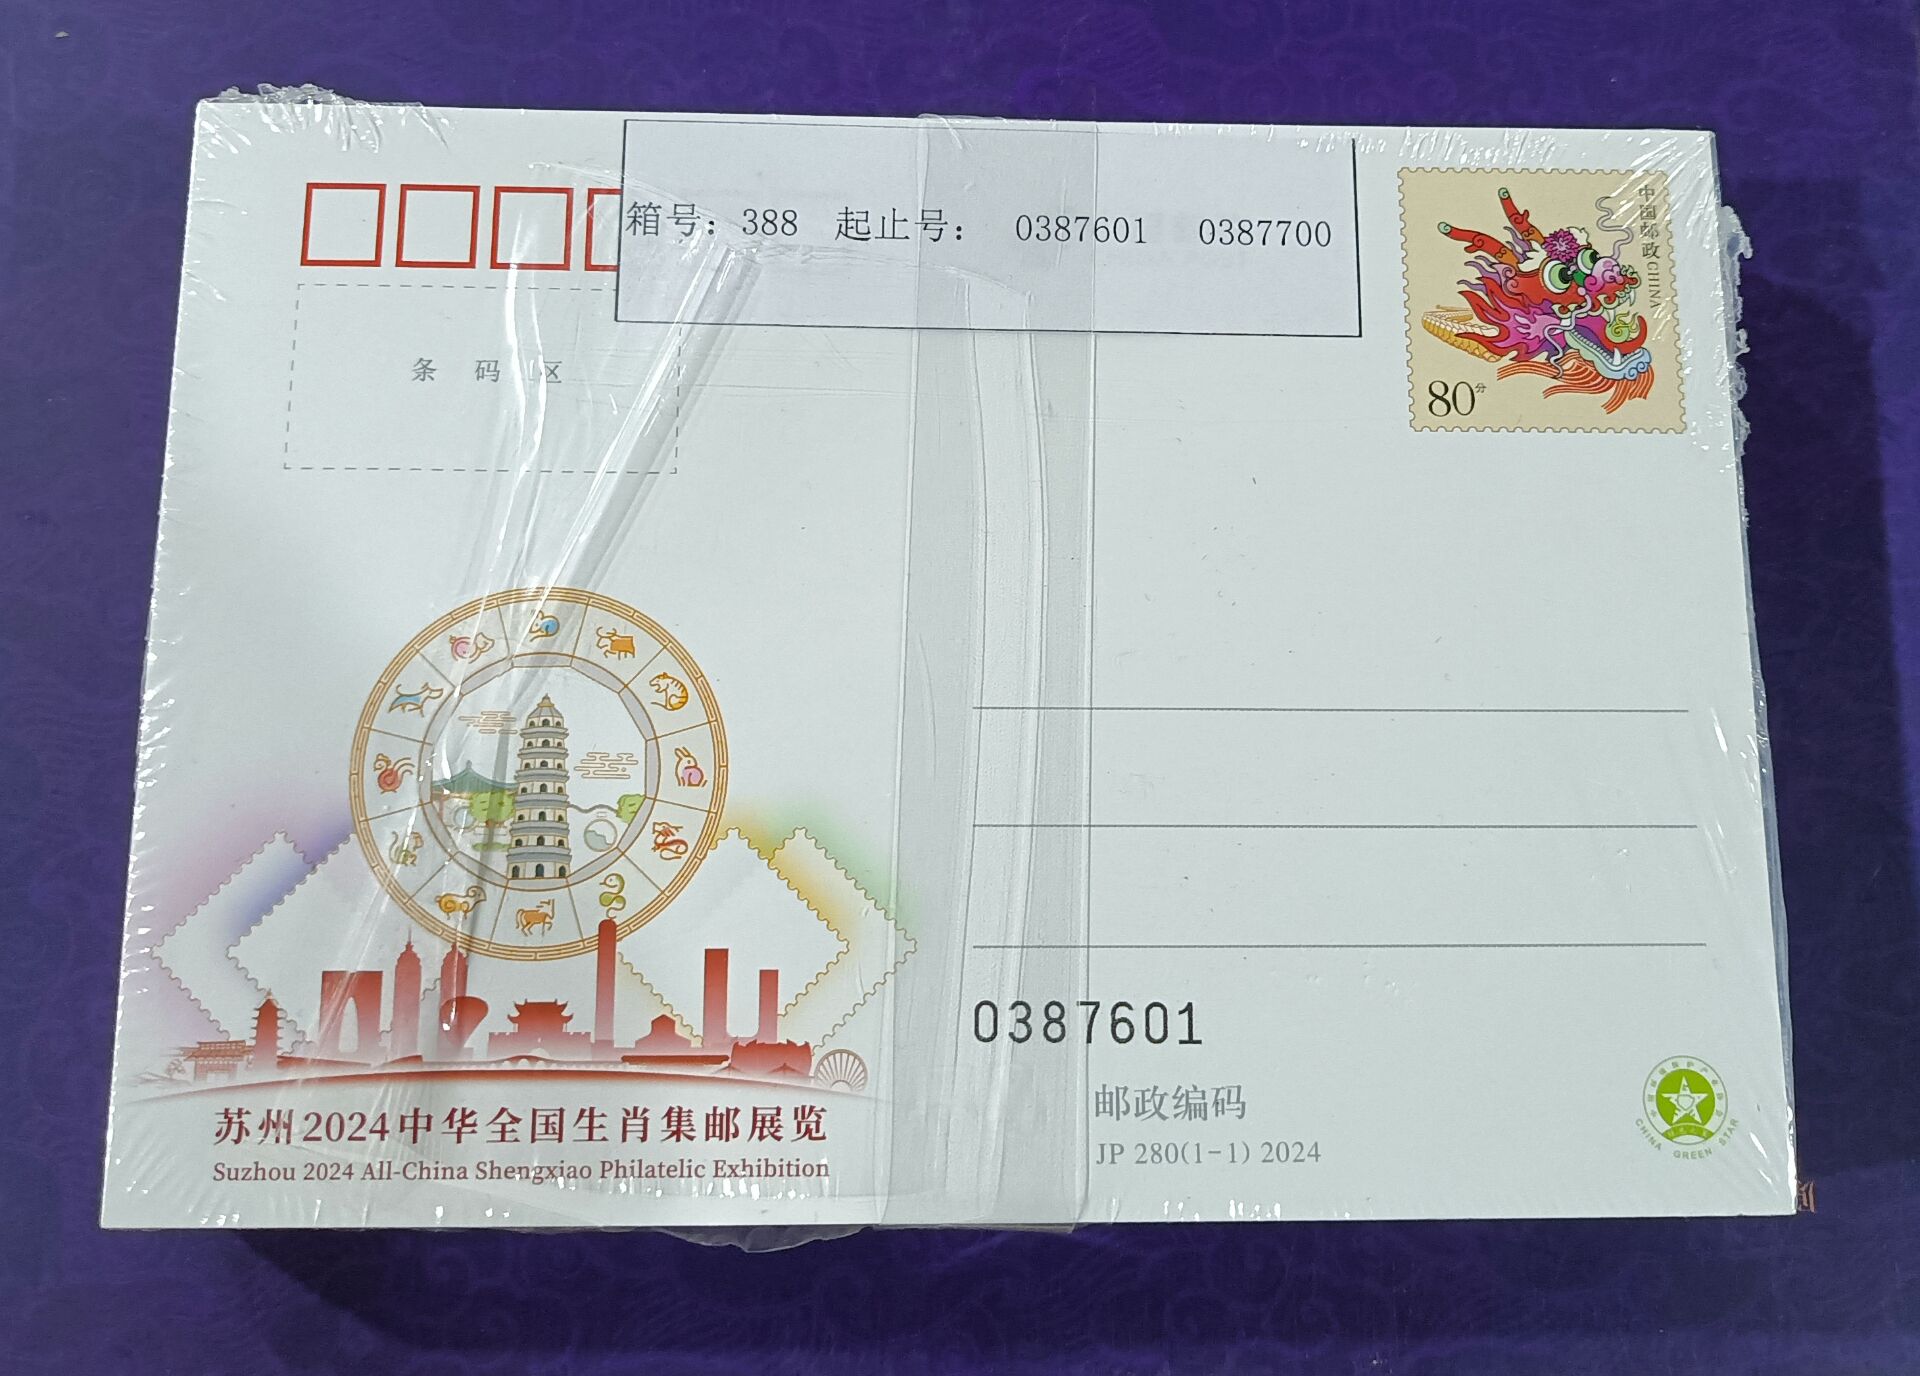 箱号： 388 起止号： 0387601 0387700
中国邮政 CHINA
80分
条码区
0387601
邮政编码
JP 280(1-1) 2024
苏州2024中华全国生肖集邮展览
Suzhou 2024 All-China Shengxiao Philatelic Exhibition
CHINA GREEN STAR